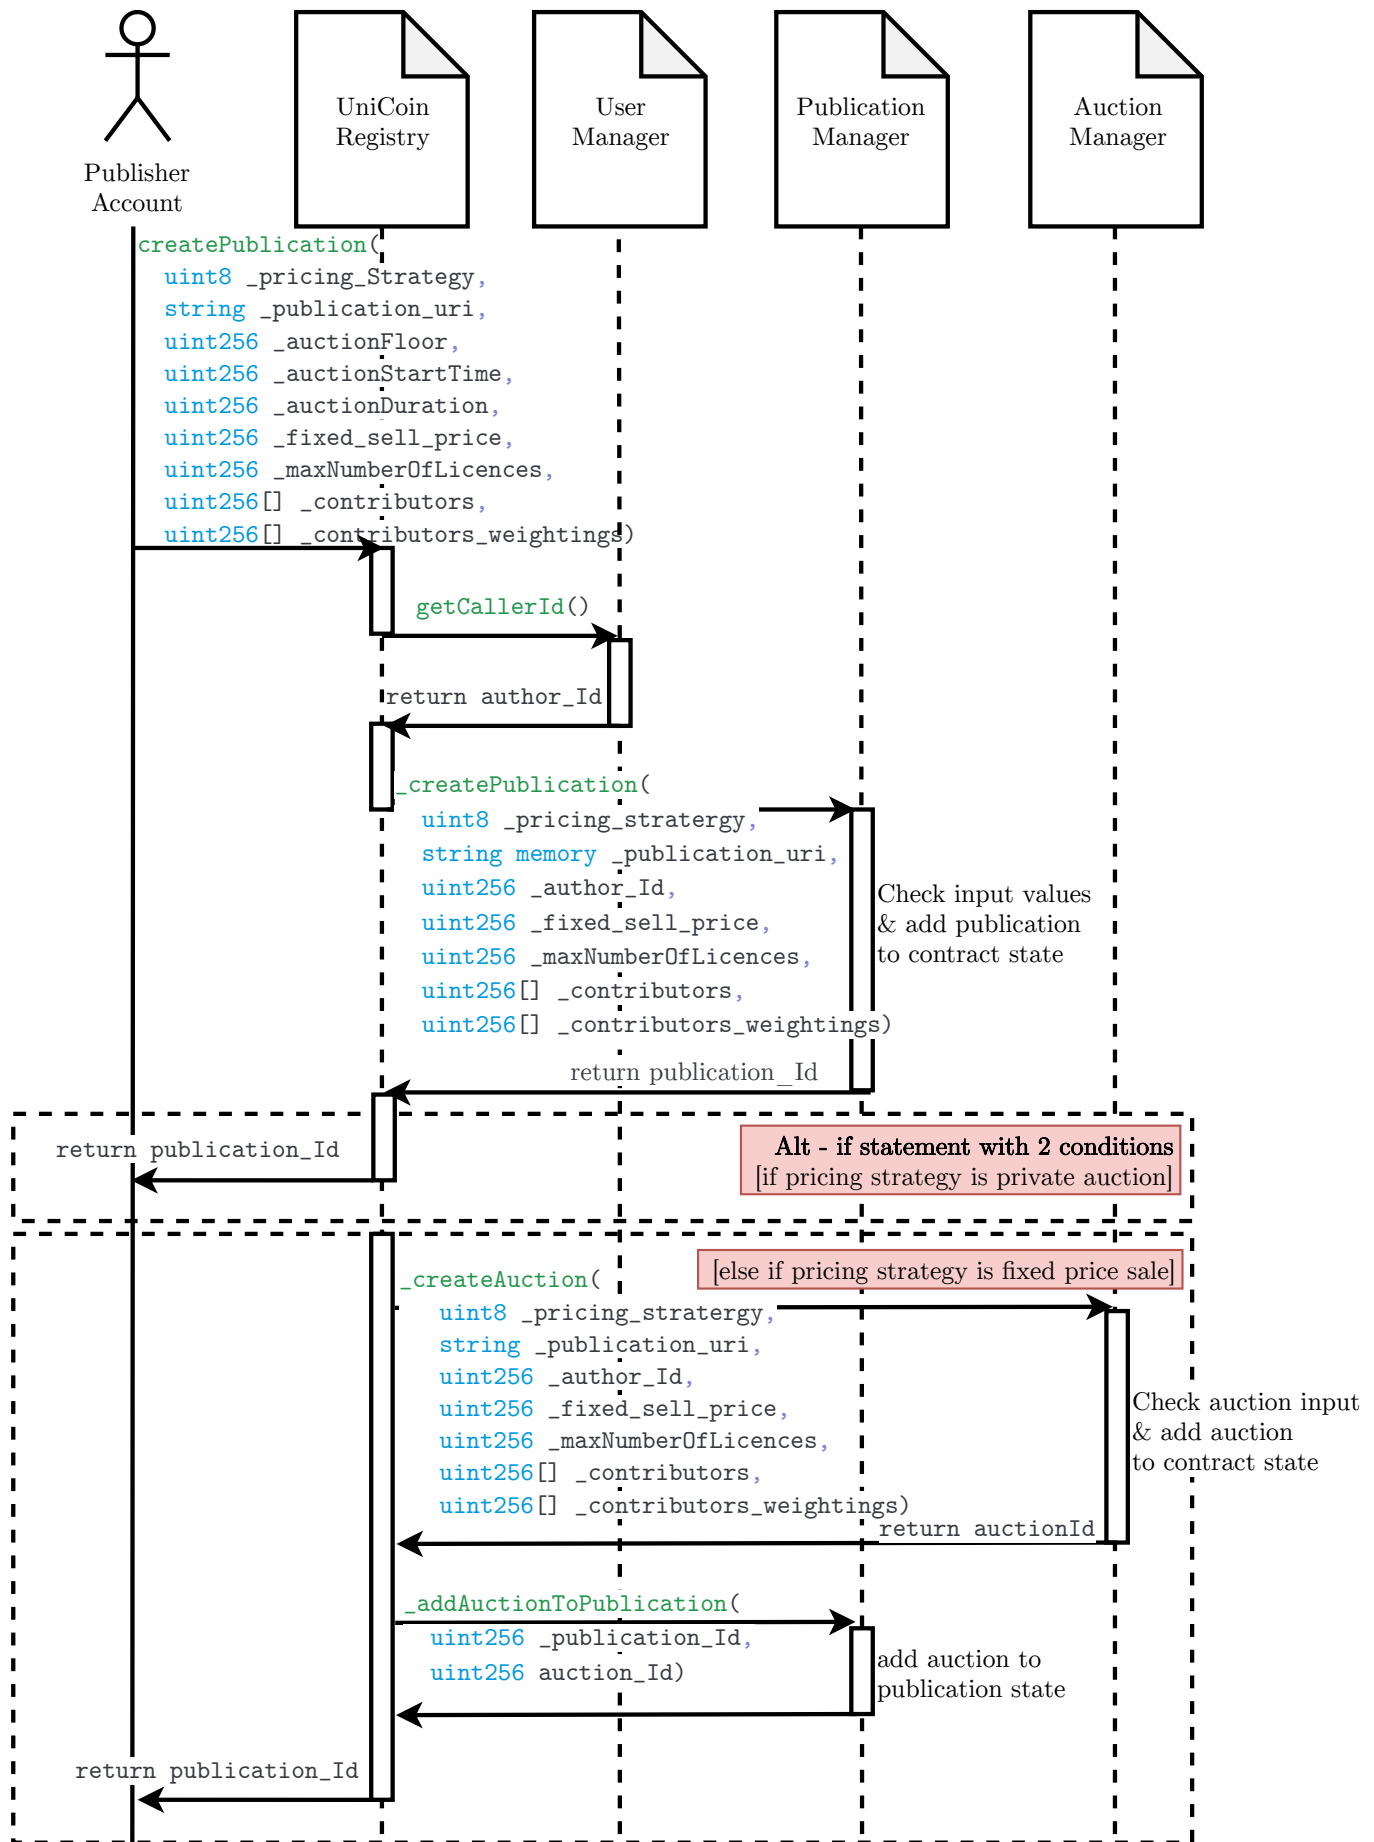 Publisher
Account
UniCoin
Registry
User
Manager
Publication
Manager
Auction
Manager
createPublication(
uint8 _pricing_Strategy,
string _publication_uri,
uint256 _auctionFloor,
uint256 _auctionStartTime,
uint256 _auctionDuration,
uint256 _fixed_sell_price,
uint256 _maxNumberOfLicences,
uint256[] _contributors,
uint256[] _contributors_weightings)
getCallerId()
return author_Id
_createPublication(
uint8 _pricing_stratergy,
string memory _publication_uri,
uint256 _author_Id,
uint256 _fixed_sell_price,
uint256 _maxNumberOfLicences,
uint256[] _contributors,
uint256[] _contributors_weightings)
Check input values
& add publication
to contract state
return publication_Id
return publication_Id
Alt - if statement with 2 conditions
[if pricing strategy is private auction]
[else if pricing strategy is fixed price sale]
_createAuction(
uint8 _pricing_stratergy,
string _publication_uri,
uint256 _author_Id,
uint256 _fixed_sell_price,
uint256 _maxNumberOfLicences,
uint256[] _contributors,
uint256[] _contributors_weightings)
Check auction input
& add auction
to contract state
return auctionId
_addAuctionToPublication(
uint256 _publication_Id,
uint256 auction_Id)
add auction to
publication state
return publication_Id